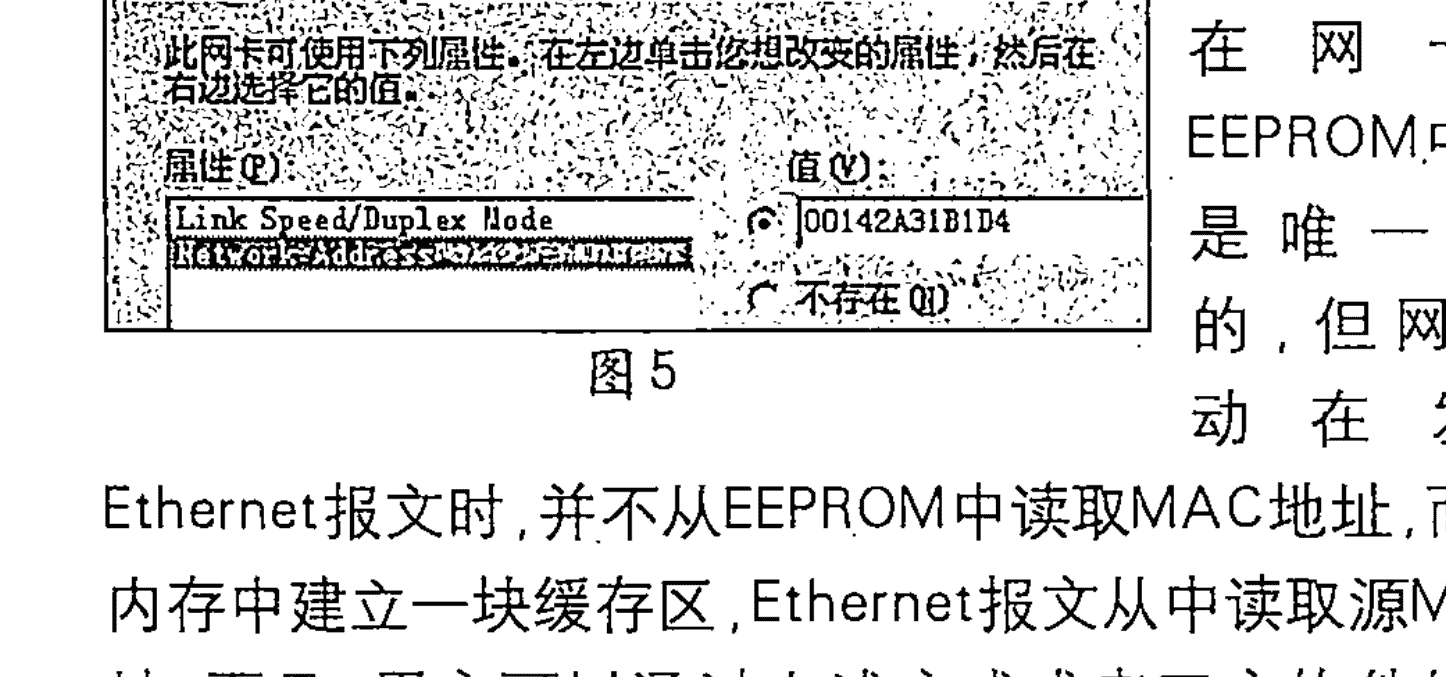 此网卡可使用下列属性。在左边单击您想改变的属性，然后在
右边选择它的值。
属性(P):
值(V):
Link Speed/Duplex Mode
Network Address
00142A31B1D4
不存在(N)
图 5
在 网
EEPROM中
是 唯 一
的 , 但 网
动 在
Ethernet报文时,并不从EEPROM中读取MAC地址,而
内存中建立一块缓存区,Ethernet报文从中读取源M